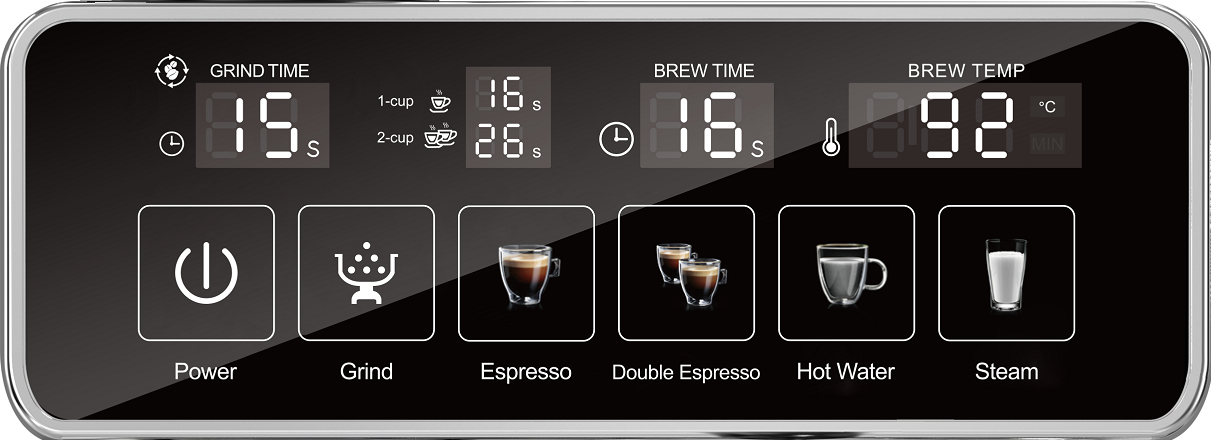 GRIND TIME
15 s
1-cup 16 s
2-cup 26 s
BREW TIME
16 s
BREW TEMP
92 °C
MIN
Power
Grind
Espresso
Double Espresso
Hot Water
Steam